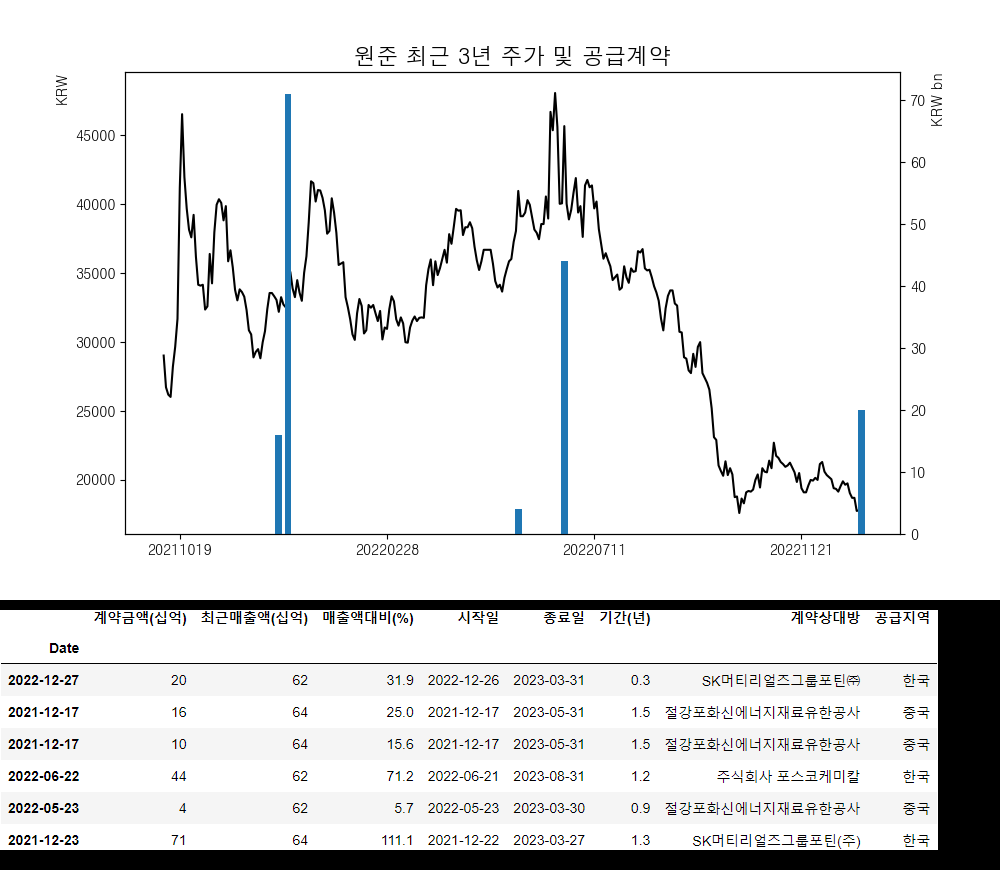 원준 최근 3년 주가 및 공급계약
KRW
KRW bn
45000
40000
35000
30000
25000
20000
70
60
50
40
30
20
10
0
20211019 20220228 20220711 20221121
계약금액(십억) 최근매출액(십억) 매출액대비(%) 시작일 종료일 기간(년) 계약상대방 공급지역
Date
2022-12-27 20 62 31.9 2022-12-26 2023-03-31 0.3 SK머티리얼즈그룹포틴㈜ 한국
2021-12-17 16 64 25.0 2021-12-17 2023-05-31 1.5 절강포화신에너지재료유한공사 중국
2021-12-17 10 64 15.6 2021-12-17 2023-05-31 1.5 절강포화신에너지재료유한공사 중국
2022-06-22 44 62 71.2 2022-06-21 2023-08-31 1.2 주식회사 포스코케미칼 한국
2022-05-23 4 62 5.7 2022-05-23 2023-03-30 0.9 절강포화신에너지재료유한공사 중국
2021-12-23 71 64 111.1 2021-12-22 2023-03-27 1.3 SK머티리얼즈그룹포틴(주) 한국